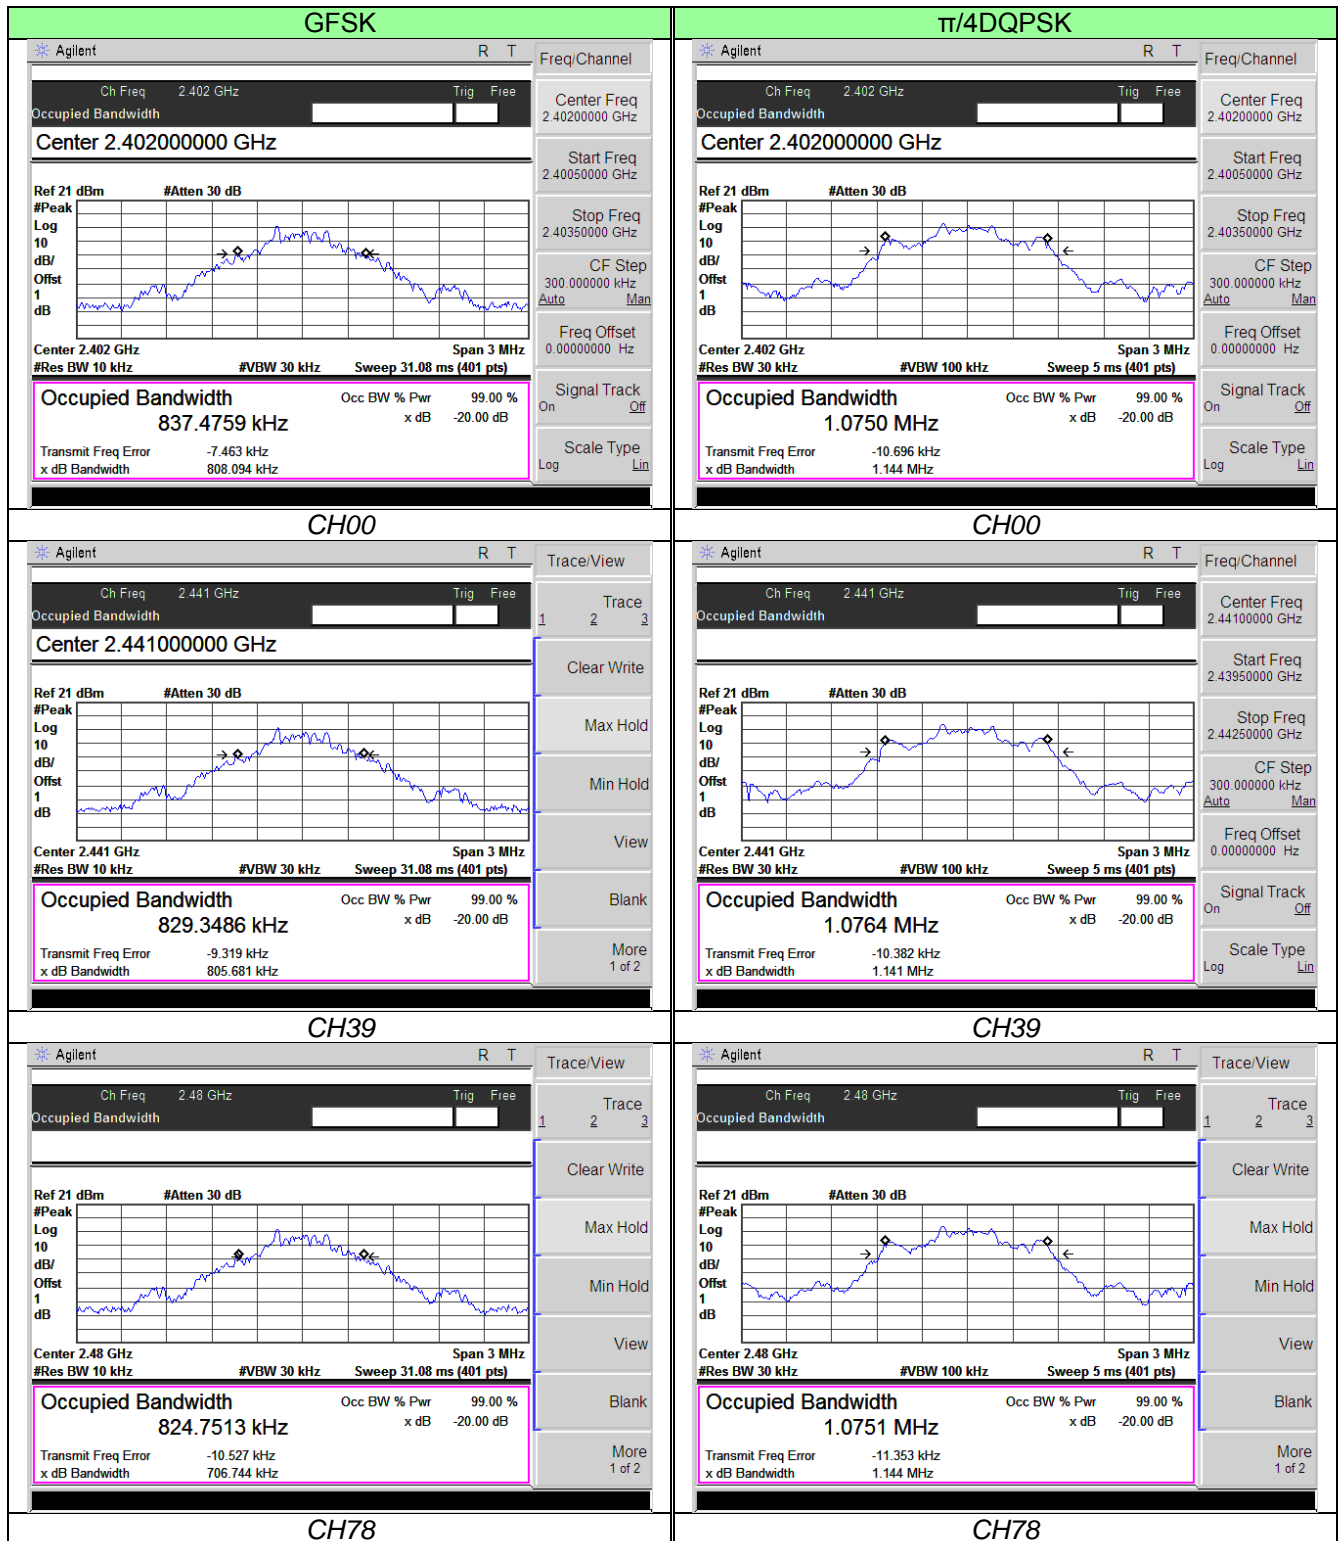 GFSK
π/4DQPSK
Agilent R T
Freq/Channel
Ch Freq 2.402 GHz Trig Free
Occupied Bandwidth
Center 2.402000000 GHz
Center Freq
2.40200000 GHz
Start Freq
2.40050000 GHz
Stop Freq
2.40350000 GHz
CF Step
300.000000 kHz
Auto Man
Freq Offset
0.00000000 Hz
Signal Track
On Off
Scale Type
Log Lin
Ref 21 dBm #Atten 30 dB
#Peak
Log
10
dB/
Offst
1
dB
Center 2.402 GHz Span 3 MHz
#Res BW 10 kHz #VBW 30 kHz Sweep 31.08 ms (401 pts)
Occupied Bandwidth Occ BW % Pwr 99.00 %
837.4759 kHz x dB -20.00 dB
Transmit Freq Error -7.463 kHz
x dB Bandwidth 808.094 kHz
CH00
Agilent R T
Freq/Channel
Ch Freq 2.402 GHz Trig Free
Occupied Bandwidth
Center 2.402000000 GHz
Center Freq
2.40200000 GHz
Start Freq
2.40050000 GHz
Stop Freq
2.40350000 GHz
CF Step
300.000000 kHz
Auto Man
Freq Offset
0.00000000 Hz
Signal Track
On Off
Scale Type
Log Lin
Ref 21 dBm #Atten 30 dB
#Peak
Log
10
dB/
Offst
1
dB
Center 2.402 GHz Span 3 MHz
#Res BW 30 kHz #VBW 100 kHz Sweep 5 ms (401 pts)
Occupied Bandwidth Occ BW % Pwr 99.00 %
1.0750 MHz x dB -20.00 dB
Transmit Freq Error -10.696 kHz
x dB Bandwidth 1.144 MHz
CH00
Agilent R T
Trace/View
Ch Freq 2.441 GHz Trig Free
Occupied Bandwidth
Center 2.441000000 GHz
Trace
1 2 3
Clear Write
Max Hold
Min Hold
View
Blank
More
1 of 2
Ref 21 dBm #Atten 30 dB
#Peak
Log
10
dB/
Offst
1
dB
Center 2.441 GHz Span 3 MHz
#Res BW 10 kHz #VBW 30 kHz Sweep 31.08 ms (401 pts)
Occupied Bandwidth Occ BW % Pwr 99.00 %
829.3486 kHz x dB -20.00 dB
Transmit Freq Error -9.319 kHz
x dB Bandwidth 805.681 kHz
CH39
Agilent R T
Freq/Channel
Ch Freq 2.441 GHz Trig Free
Occupied Bandwidth
Center Freq
2.44100000 GHz
Start Freq
2.43950000 GHz
Stop Freq
2.44250000 GHz
CF Step
300.000000 kHz
Auto Man
Freq Offset
0.00000000 Hz
Signal Track
On Off
Scale Type
Log Lin
Ref 21 dBm #Atten 30 dB
#Peak
Log
10
dB/
Offst
1
dB
Center 2.441 GHz Span 3 MHz
#Res BW 30 kHz #VBW 100 kHz Sweep 5 ms (401 pts)
Occupied Bandwidth Occ BW % Pwr 99.00 %
1.0764 MHz x dB -20.00 dB
Transmit Freq Error -10.382 kHz
x dB Bandwidth 1.141 MHz
CH39
Agilent R T
Trace/View
Ch Freq 2.48 GHz Trig Free
Occupied Bandwidth
Trace
1 2 3
Clear Write
Max Hold
Min Hold
View
Blank
More
1 of 2
Ref 21 dBm #Atten 30 dB
#Peak
Log
10
dB/
Offst
1
dB
Center 2.48 GHz Span 3 MHz
#Res BW 10 kHz #VBW 30 kHz Sweep 31.08 ms (401 pts)
Occupied Bandwidth Occ BW % Pwr 99.00 %
824.7513 kHz x dB -20.00 dB
Transmit Freq Error -10.527 kHz
x dB Bandwidth 706.744 kHz
CH78
Agilent R T
Trace/View
Ch Freq 2.48 GHz Trig Free
Occupied Bandwidth
Trace
1 2 3
Clear Write
Max Hold
Min Hold
View
Blank
More
1 of 2
Ref 21 dBm #Atten 30 dB
#Peak
Log
10
dB/
Offst
1
dB
Center 2.48 GHz Span 3 MHz
#Res BW 30 kHz #VBW 100 kHz Sweep 5 ms (401 pts)
Occupied Bandwidth Occ BW % Pwr 99.00 %
1.0751 MHz x dB -20.00 dB
Transmit Freq Error -11.353 kHz
x dB Bandwidth 1.144 MHz
CH78